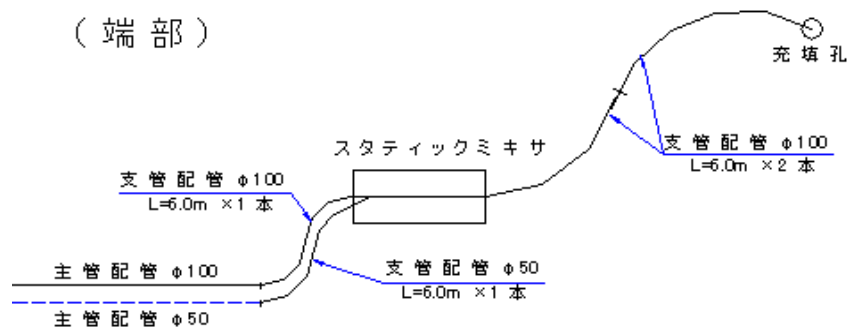 (端部)
充填孔
支管配管 φ100
L=6.0m ×2 本
スタティックミキサ
支管配管 φ100
L=6.0m ×1 本
主管配管 φ100
支管配管 φ50
L=6.0m ×1 本
主管配管 φ50